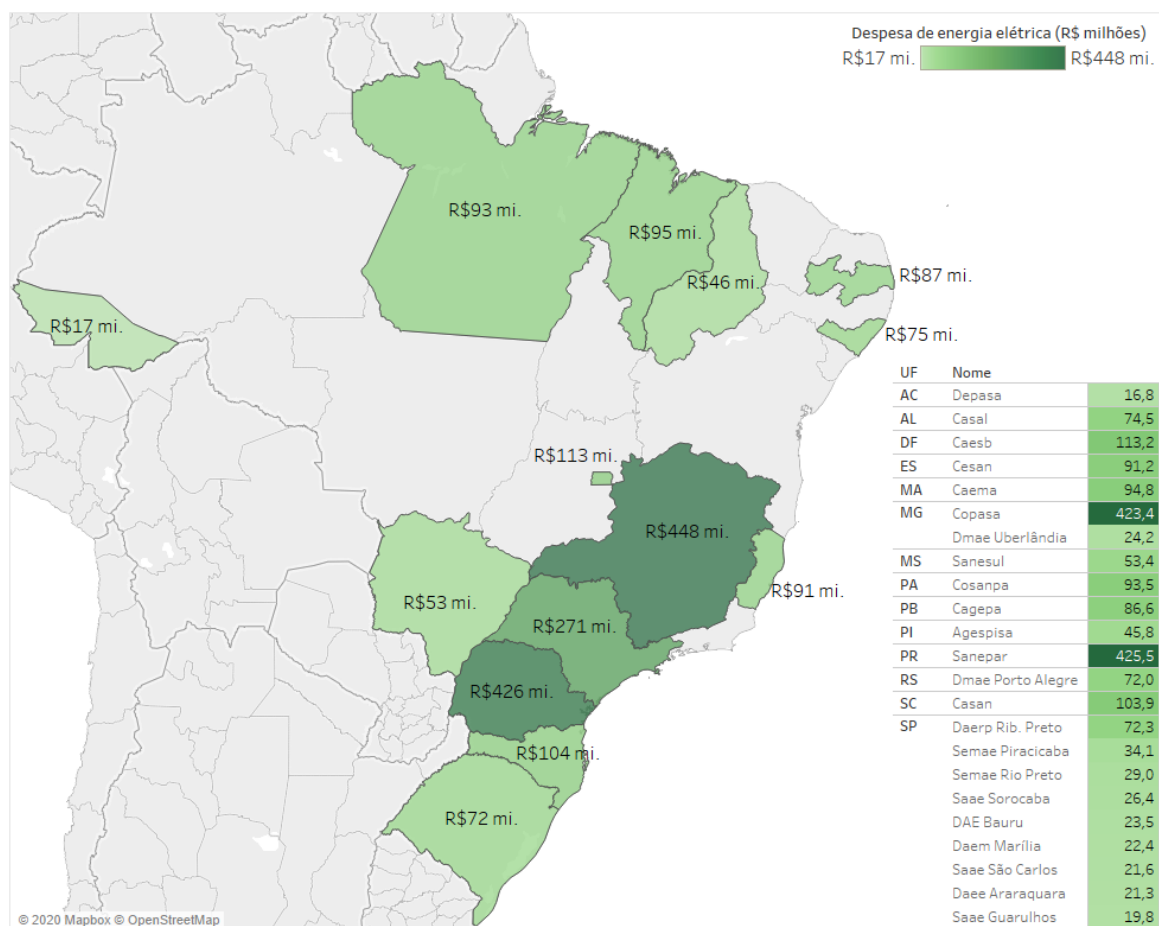 Despesa de energia elétrica (R$ milhões)
R$17 mi. R$448 mi.
R$93 mi.
R$95 mi.
R$46 mi.
R$87 mi.
R$17 mi.
R$75 mi.
R$113 mi.
R$448 mi.
R$91 mi.
R$53 mi.
R$271 mi.
R$426 mi.
R$104 mi.
R$72 mi.
UF Nome
AC Depasa 16,8
AL Casal 74,5
DF Caesb 113,2
ES Cesan 91,2
MA Caema 94,8
MG Copasa 423,4
Dmae Uberlândia 24,2
MS Sanesul 53,4
PA Cosanpa 93,5
PB Cagepa 86,6
PI Agespisa 45,8
PR Sanepar 425,5
RS Dmae Porto Alegre 72,0
SC Casan 103,9
SP Daerp Rib. Preto 72,3
Semae Piracicaba 34,1
Semae Rio Preto 29,0
Saae Sorocaba 26,4
DAE Bauru 23,5
Daem Marília 22,4
Saae São Carlos 21,6
Daee Araraquara 21,3
Saae Guarulhos 19,8
© 2020 Mapbox © OpenStreetMap